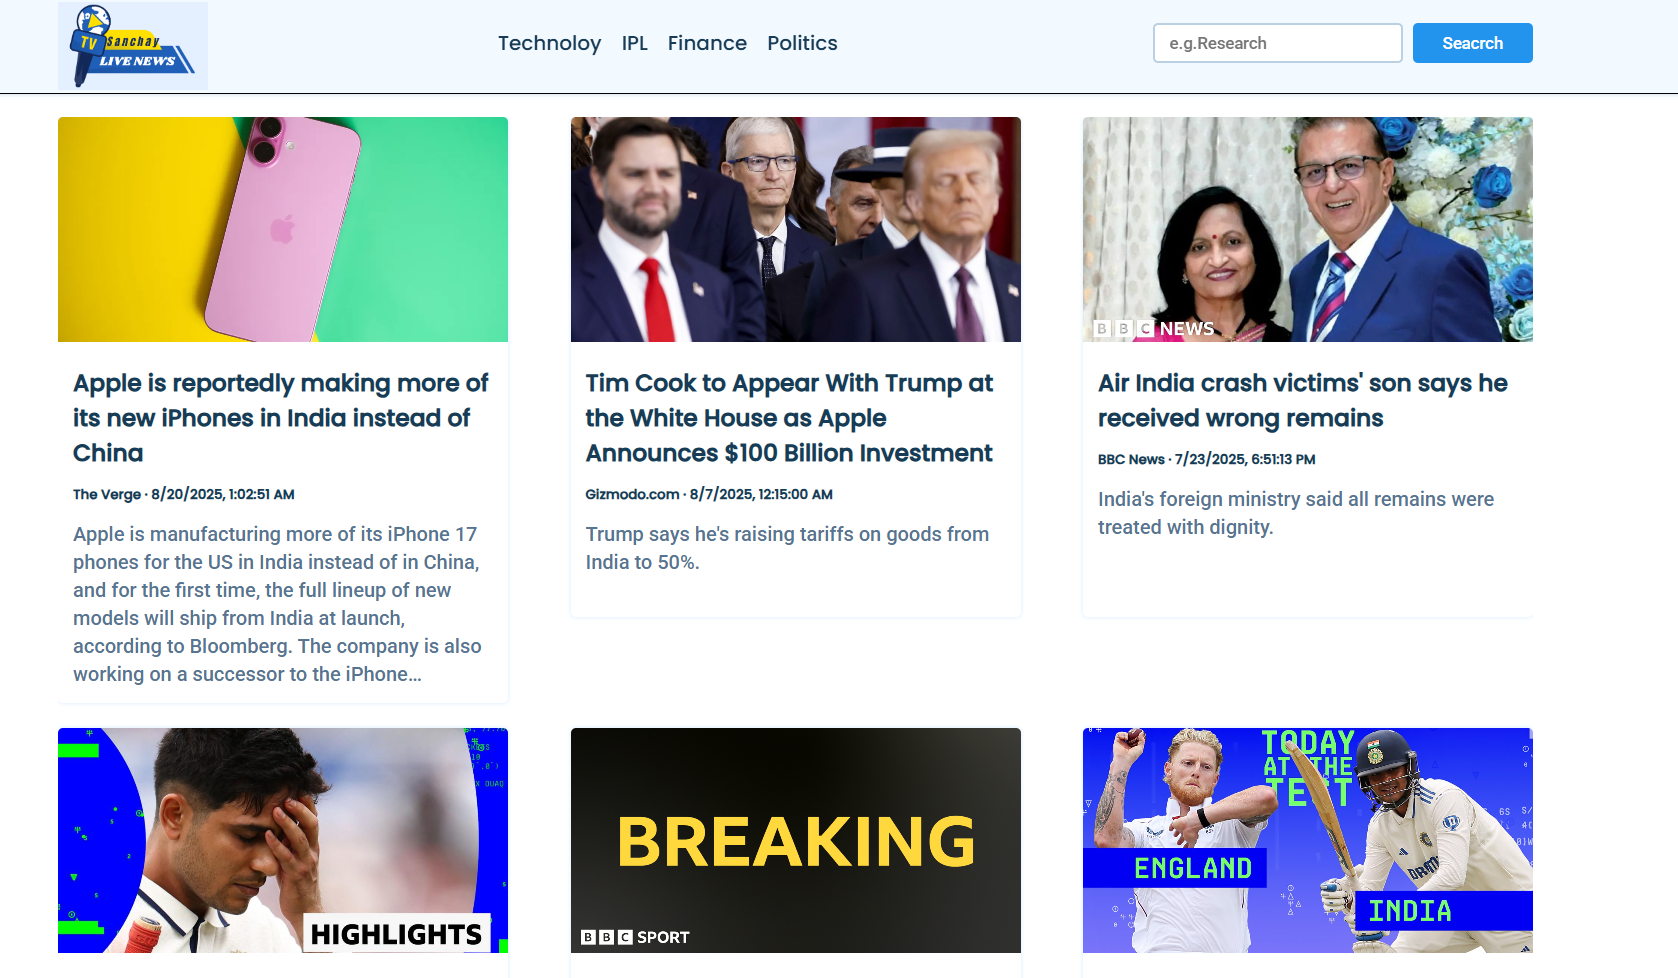 TV Sanchay
LIVE NEWS
Technoloy IPL Finance Politics
e.g.Research
Seacrch
BBC NEWS
Apple is reportedly making more of
its new iPhones in India instead of
China
The Verge · 8/20/2025, 1:02:51 AM
Apple is manufacturing more of its iPhone 17
phones for the US in India instead of in China,
and for the first time, the full lineup of new
models will ship from India at launch,
according to Bloomberg. The company is also
working on a successor to the iPhone…
Tim Cook to Appear With Trump at
the White House as Apple
Announces $100 Billion Investment
Gizmodo.com · 8/7/2025, 12:15:00 AM
Trump says he's raising tariffs on goods from
India to 50%.
Air India crash victims' son says he
received wrong remains
BBC News · 7/23/2025, 6:51:13 PM
India's foreign ministry said all remains were
treated with dignity.
HIGHLIGHTS
BREAKING
BBC SPORT
TODAY
AT THE
TEST
ENGLAND
INDIA